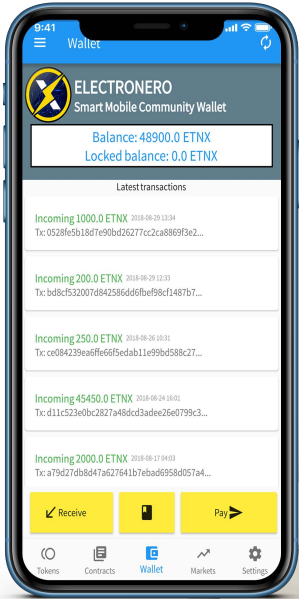 9:41
Wallet
ELECTRONERO
Smart Mobile Community Wallet
Balance: 48900.0 ETNX
Locked balance: 0.0 ETNX
Latest transactions
Incoming 1000.0 ETNX 2018-08-29 13:34
Tx: 0528fe5b18d7e90bd26277cc2ca8869f3e2...
Incoming 200.0 ETNX 2018-08-29 12:33
Tx: bd8cf532007d842586dd6fbef98cf1487b7...
Incoming 250.0 ETNX 2018-08-26 10:31
Tx: ce084239ea6ffe66f5edab11e99bd588c27...
Incoming 45450.0 ETNX 2018-08-24 16:01
Tx: d11c523e0bc2827a48dcd3adee26e0799c3...
Incoming 2000.0 ETNX 2018-08-17 04:03
Tx: a79d27db8d47a627641b7ebad6958d057a4...
Receive
Pay
Tokens Contracts Wallet Markets Settings